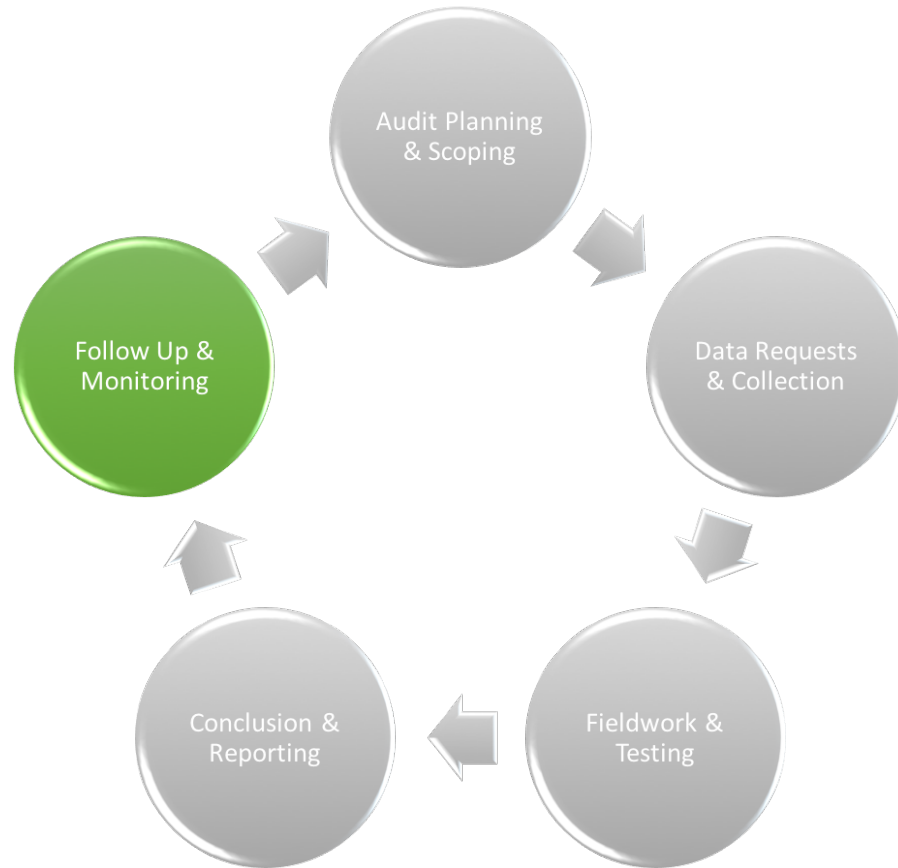 Audit Planning
& Scoping
Data Requests
& Collection
Fieldwork &
Testing
Conclusion &
Reporting
Follow Up &
Monitoring